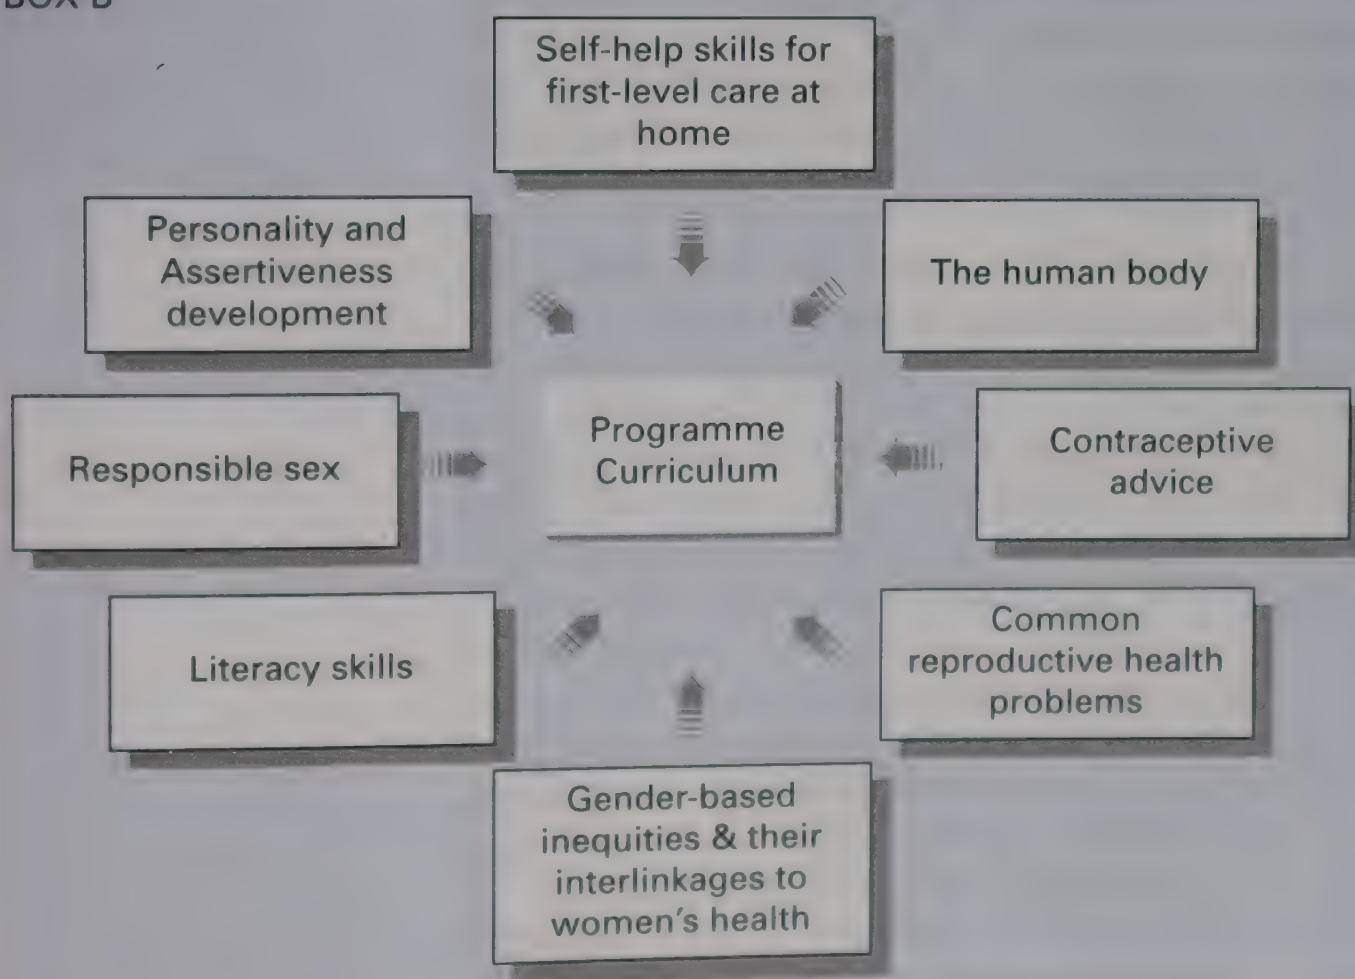 BOX B
Self-help skills for
first-level care at
home
Personality and
Assertiveness
development
The human body
Responsible sex
Programme
Curriculum
Contraceptive
advice
Literacy skills
Common
reproductive health
problems
Gender-based
inequities & their
interlinkages to
women's health